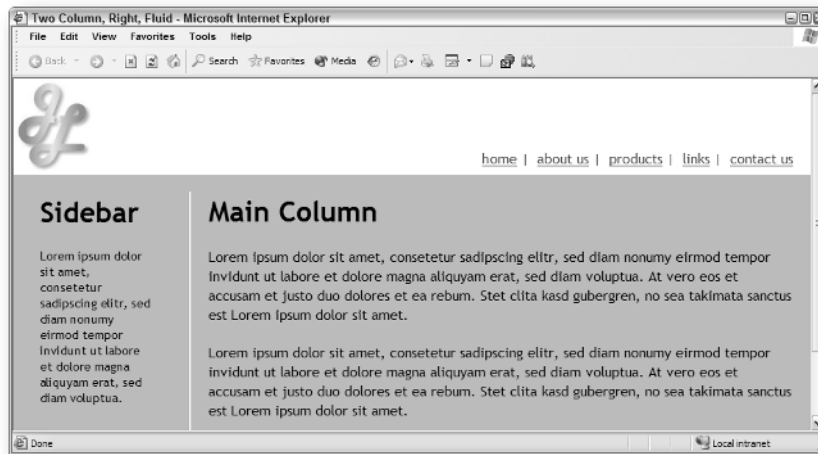 Two Column, Right, Fluid - Microsoft Internet Explorer
File Edit View Favorites Tools Help
Back Search Favorites Media
home | about us | products | links | contact us
Sidebar
Lorem ipsum dolor
sit amet,
consetetur
sadipscing elitr, sed
diam nonumy
eirmod tempor
invidunt ut labore
et dolore magna
aliquyam erat, sed
diam voluptua.
Main Column
Lorem ipsum dolor sit amet, consetetur sadipscing elitr, sed diam nonumy eirmod tempor
invidunt ut labore et dolore magna aliquyam erat, sed diam voluptua. At vero eos et
accusam et justo duo dolores et ea rebum. Stet clita kasd gubergren, no sea takimata sanctus
est Lorem ipsum dolor sit amet.
Lorem ipsum dolor sit amet, consetetur sadipscing elitr, sed diam nonumy eirmod tempor
invidunt ut labore et dolore magna aliquyam erat, sed diam voluptua. At vero eos et
accusam et justo duo dolores et ea rebum. Stet clita kasd gubergren, no sea takimata sanctus
est Lorem ipsum dolor sit amet.
Done Local intranet